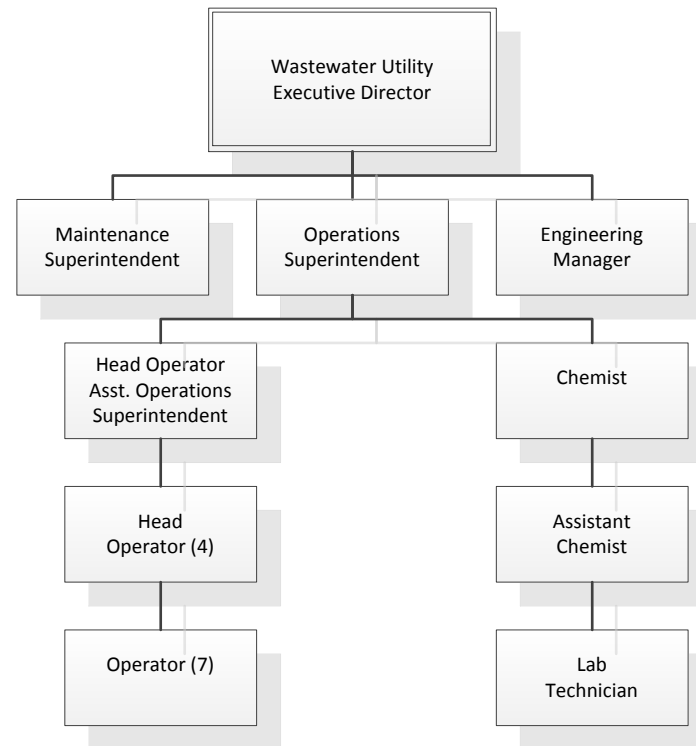 Wastewater Utility
Executive Director
Maintenance
Superintendent
Operations
Superintendent
Engineering
Manager
Head Operator
Asst. Operations
Superintendent
Chemist
Head
Operator (4)
Assistant
Chemist
Operator (7)
Lab
Technician